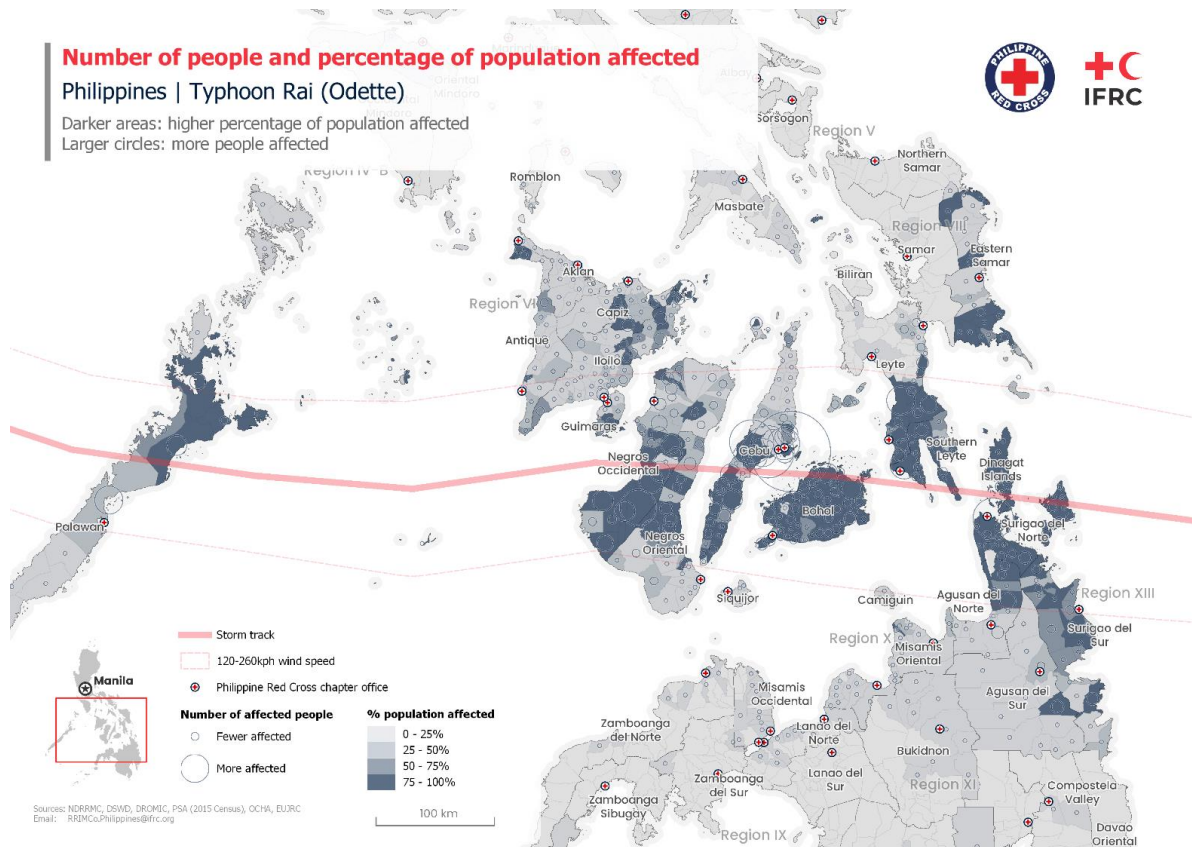 Number of people and percentage of population affected
Philippines | Typhoon Rai (Odette)
Darker areas: higher percentage of population affected
Larger circles: more people affected
PHILIPPINE
RED CROSS
IFRC
Oriental
Mindoro
Albay
Sorsogon
Region V
Northern
Samar
Region IV-B
Romblon
Masbate
Region VIII
Samar
Eastern
Samar
Biliran
Aklan
Region VI
Capiz
Antique
Iloilo
Leyte
Guimaras
Cebu
Southern
Leyte
Negros
Occidental
Dinagat
Islands
Palawan
Bohol
Surigao del
Norte
Negros
Oriental
Siquijor
Camiguin
Agusan del
Norte
Region XIII
Surigao del
Sur
Region X
Misamis
Oriental
Agusan del
Sur
Misamis
Occidental
Zamboanga
del Norte
Lanao del
Norte
Bukidnon
Lanao del
Sur
Zamboanga
del Sur
Region XI
Compostela
Valley
Zamboanga
Sibugay
Region IX
Davao
Oriental
Manila
Storm track
120-260kph wind speed
Philippine Red Cross chapter office
Number of affected people
Fewer affected
More affected
% population affected
0 - 25%
25 - 50%
50 - 75%
75 - 100%
100 km
Sources: NDRRMC, DSWD, DROMIC, PSA (2015 Census), OCHA, EUJRC
Email: RRIMCo.Philippines@ifrc.org